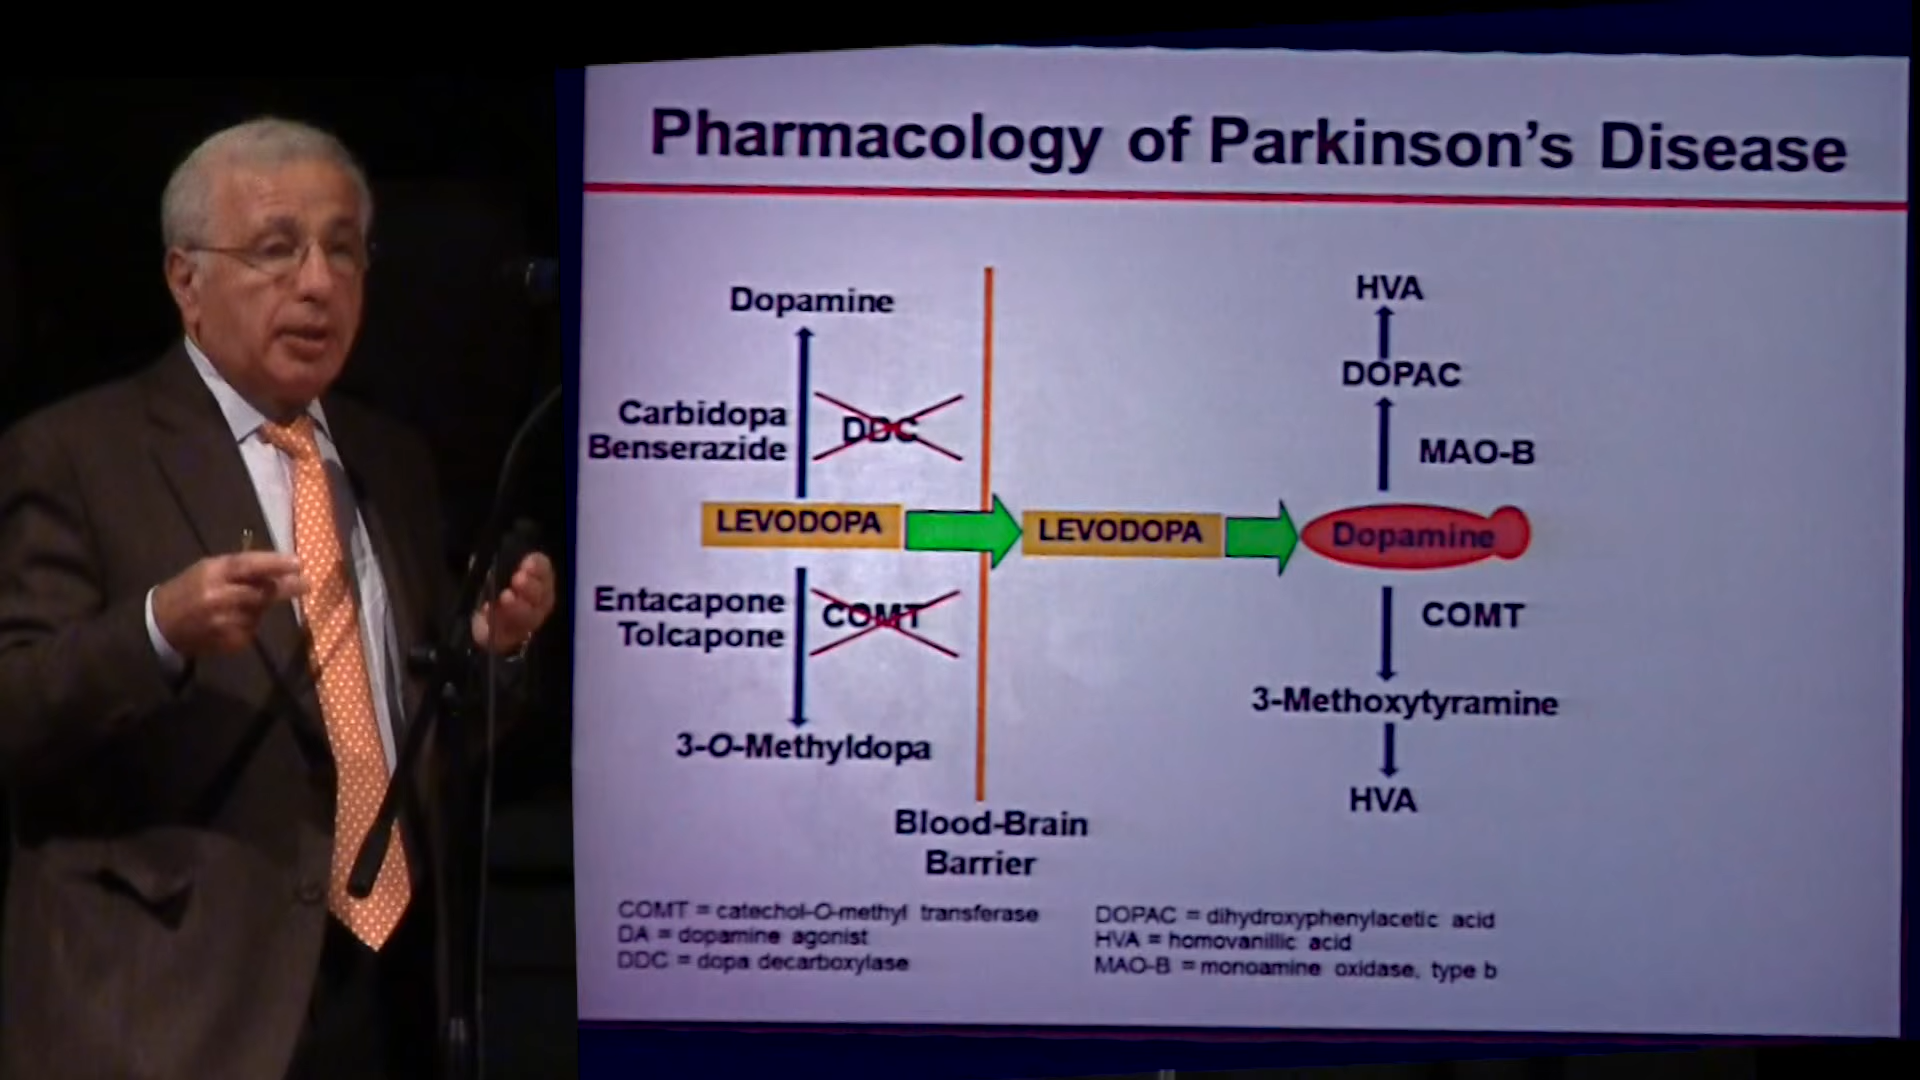 Pharmacology of Parkinson's Disease
Dopamine
HVA
DOPAC
Carbidopa
Benserazide
DDC
MAO-B
LEVODOPA
LEVODOPA
Dopamine
Entacapone
Tolcapone
COMT
COMT
3-Methoxytyramine
3-O-Methyldopa
HVA
Blood-Brain
Barrier
COMT = catechol-O-methyl transferase
DA = dopamine agonist
DDC = dopa decarboxylase
DOPAC = dihydroxyphenylacetic acid
HVA = homovanillic acid
MAO-B = monoamine oxidase, type b